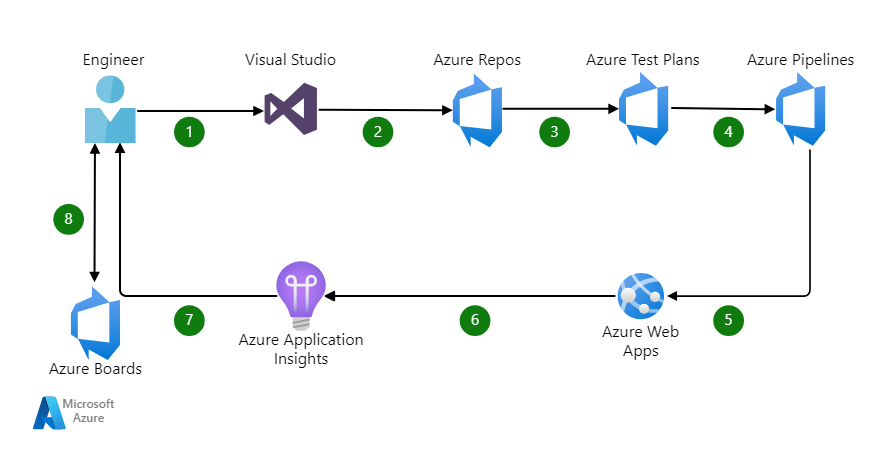 Engineer
Visual Studio
Azure Repos
Azure Test Plans
Azure Pipelines
1
2
3
4
8
7
6
5
Azure Application
Insights
Azure Web
Apps
Azure Boards
Microsoft
Azure